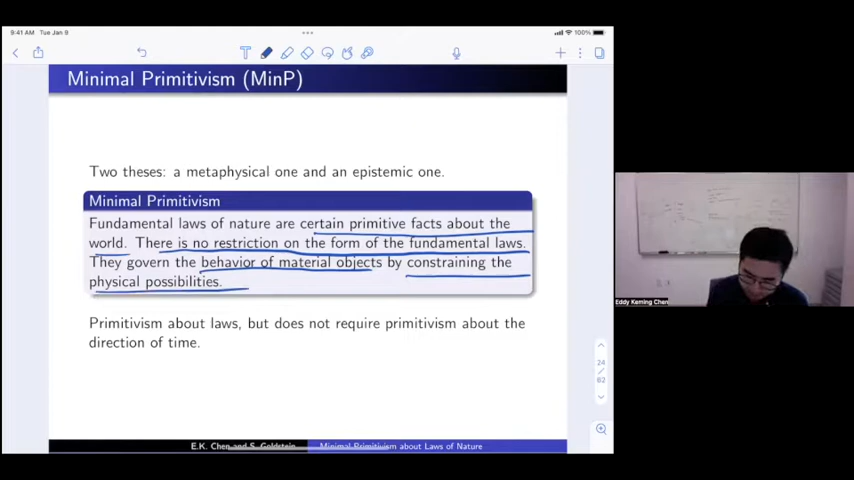 9:41 AM Tue Jan 9
100%
Minimal Primitivism (MinP)
Two theses: a metaphysical one and an epistemic one.
Minimal Primitivism
Fundamental laws of nature are certain primitive facts about the
world. There is no restriction on the form of the fundamental laws.
They govern the behavior of material objects by constraining the
physical possibilities.
Primitivism about laws, but does not require primitivism about the
direction of time.
24
/
62
E.K. Chen and S. Goldstein
Minimal Primitivism about Laws of Nature
Eddy Keming Chen